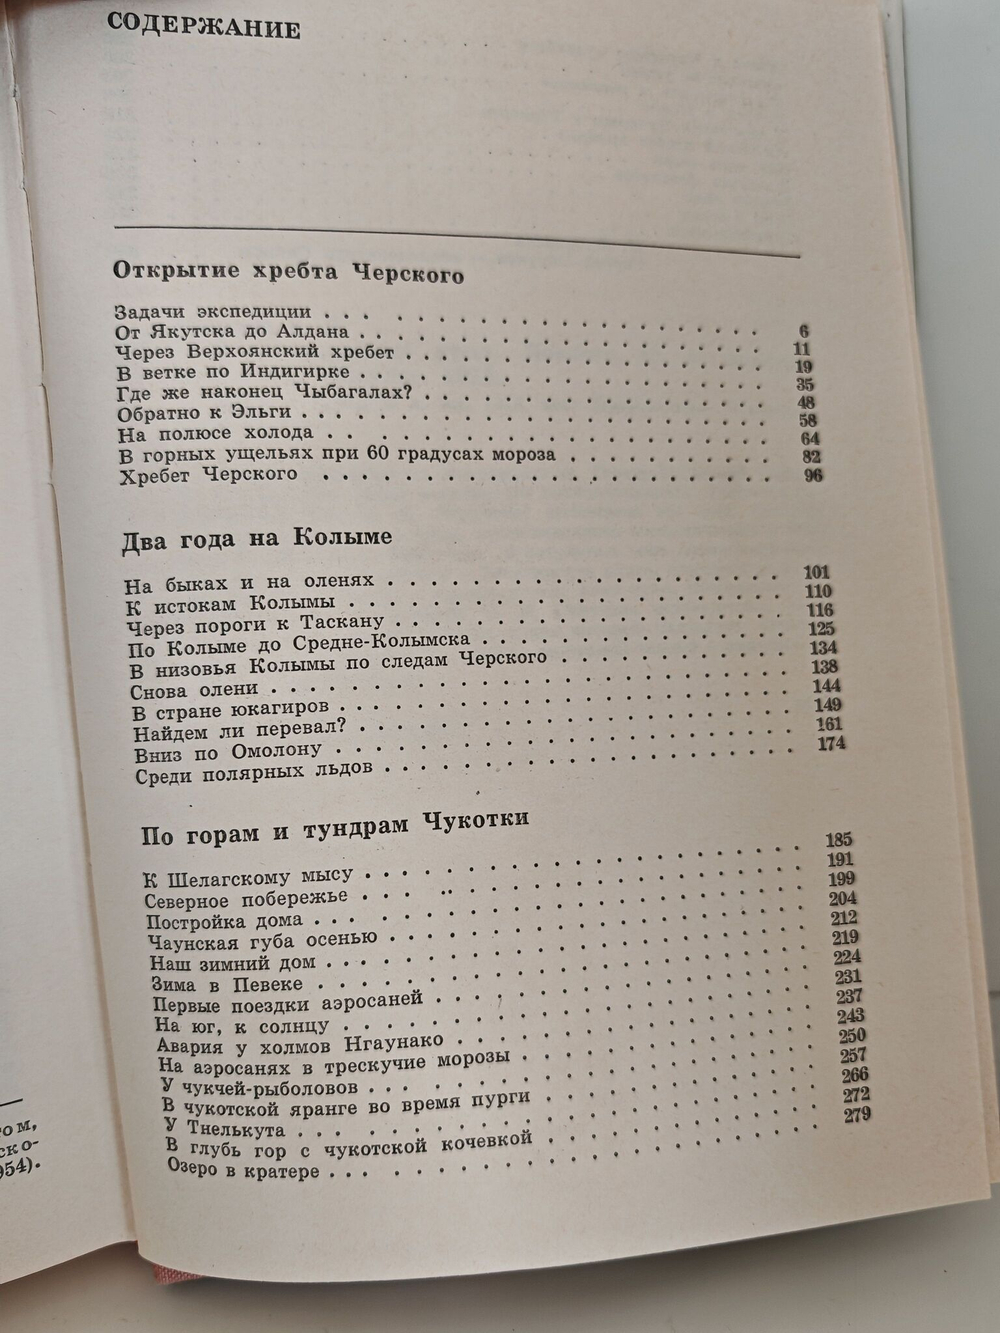 СОДЕРЖАНИЕ
Открытие хребта Черского
Задачи экспедиции . . . . . . . . . . . . . . . . . . . 6
От Якутска до Алдана . . . . . . . . . . . . . . . . . 11
Через Верхоянский хребет . . . . . . . . . . . . . . . 19
В ветке по Индигирке . . . . . . . . . . . . . . . . . 35
Где же наконец Чыбагалах? . . . . . . . . . . . . . . 48
Обратно к Эльги . . . . . . . . . . . . . . . . . . . 58
На полюсе холода . . . . . . . . . . . . . . . . . . . 64
В горных ущельях при 60 градусах мороза . . . . . . . . 82
Хребет Черского . . . . . . . . . . . . . . . . . . . 96
Два года на Колыме
На быках и на оленях . . . . . . . . . . . . . . . . . 101
К истокам Колымы . . . . . . . . . . . . . . . . . . . 110
Через пороги к Таскану . . . . . . . . . . . . . . . . 116
По Колыме до Средне-Колымска . . . . . . . . . . . . . 125
В низовья Колымы по следам Черского . . . . . . . . . . 134
Снова олени . . . . . . . . . . . . . . . . . . . . . 138
В стране юкагиров . . . . . . . . . . . . . . . . . . 144
Найдем ли перевал? . . . . . . . . . . . . . . . . . . 149
Вниз по Омолону . . . . . . . . . . . . . . . . . . . 161
Среди полярных льдов . . . . . . . . . . . . . . . . . 174
По горам и тундрам Чукотки
К Шелагскому мысу . . . . . . . . . . . . . . . . . . 185
Северное побережье . . . . . . . . . . . . . . . . . . 191
Постройка дома . . . . . . . . . . . . . . . . . . . . 199
Чаунская губа осенью . . . . . . . . . . . . . . . . . 204
Наш зимний дом . . . . . . . . . . . . . . . . . . . . 212
Зима в Певеке . . . . . . . . . . . . . . . . . . . . 219
Первые поездки аэросаней . . . . . . . . . . . . . . . 224
На юг, к солнцу . . . . . . . . . . . . . . . . . . . 231
Авария у холмов Нгаунако . . . . . . . . . . . . . . . 237
На аэросанях в трескучие морозы . . . . . . . . . . . . 243
У чукчей-рыболовов . . . . . . . . . . . . . . . . . . 250
В чукотской яранге во время пурги . . . . . . . . . . . 257
У Тнелькута . . . . . . . . . . . . . . . . . . . . . 266
В глубь гор с чукотской кочевкой . . . . . . . . . . . 272
Озеро в кратере . . . . . . . . . . . . . . . . . . . 279
ом,
ско-
954).